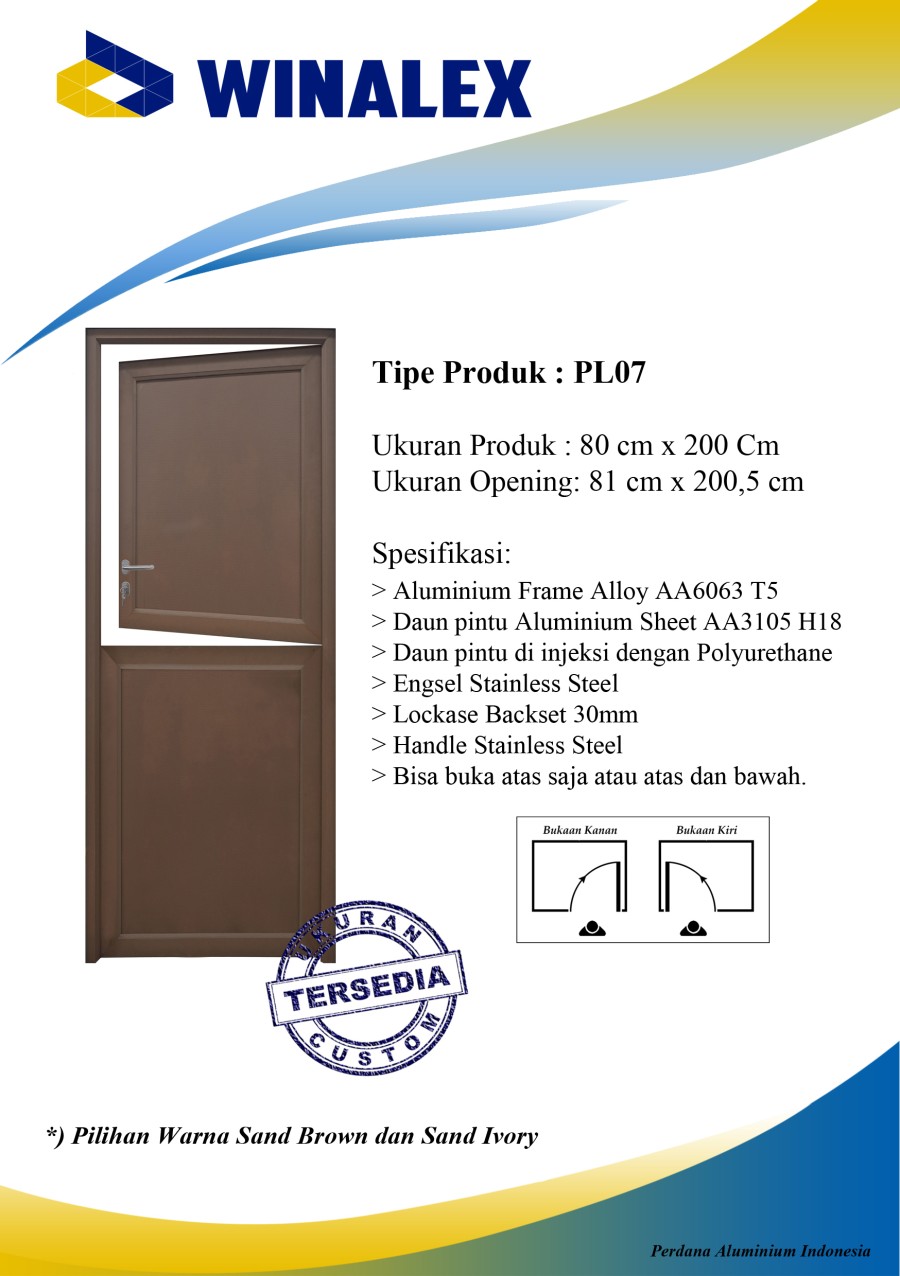 WINALEX
Tipe Produk : PL07
Ukuran Produk : 80 cm x 200 Cm
Ukuran Opening: 81 cm x 200,5 cm
Spesifikasi:
> Aluminium Frame Alloy AA6063 T5
> Daun pintu Aluminium Sheet AA3105 H18
> Daun pintu di injeksi dengan Polyurethane
> Engsel Stainless Steel
> Lockase Backset 30mm
> Handle Stainless Steel
> Bisa buka atas saja atau atas dan bawah.
Bukaan Kanan
Bukaan Kiri
UKURAN
TERSEDIA
CUSTOM
*) Pilihan Warna Sand Brown dan Sand Ivory
Perdana Aluminium Indonesia